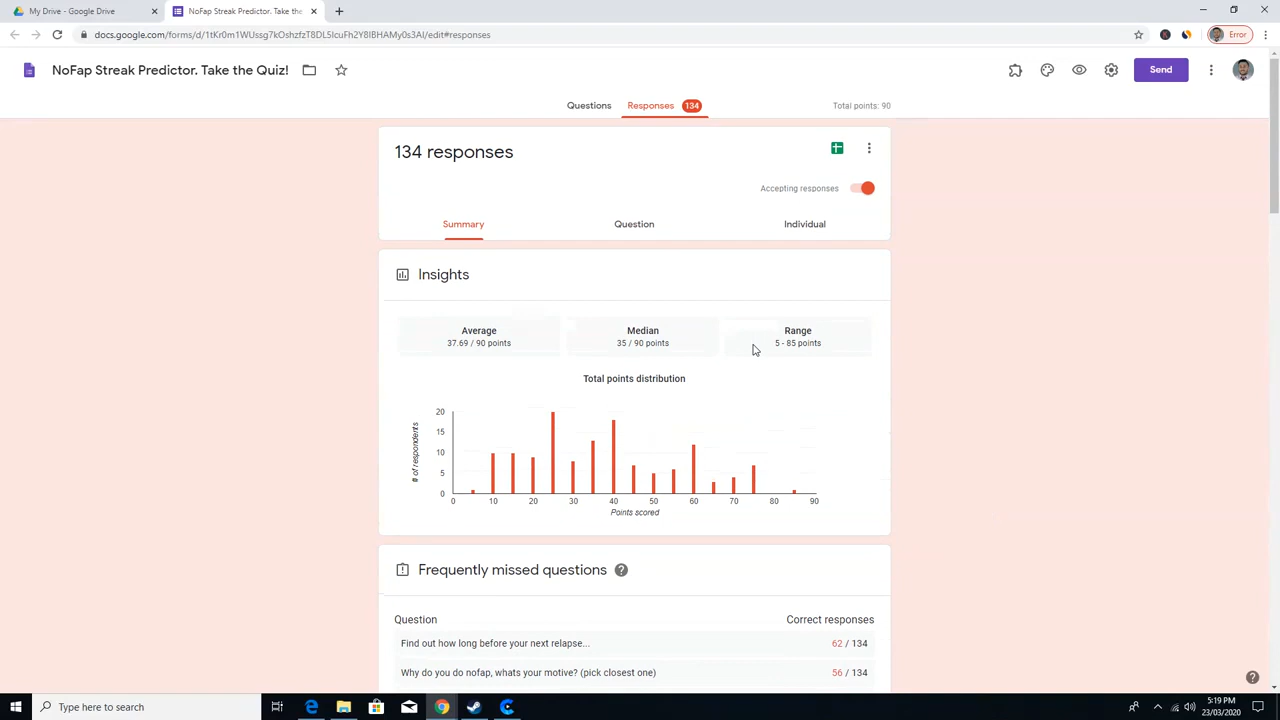 My Drive - Google Drive
NoFap Streak Predictor. Take the
docs.google.com/forms/d/1tKr0m1WUssg7kOshzfzT8DL5IcuFh2Y8IBHAMy0s3AI/edit#responses
Error
NoFap Streak Predictor. Take the Quiz!
Send
Questions
Responses 134
Total points: 90
134 responses
Accepting responses
Summary
Question
Individual
Insights
Average
37.69 / 90 points
Median
35 / 90 points
Range
5 - 85 points
Total points distribution
# of respondents
20
15
10
5
0
0 10 20 30 40 50 60 70 80 90
Points scored
Frequently missed questions
Question
Correct responses
Find out how long before your next relapse...
62 / 134
Why do you do nofap, whats your motive? (pick closest one)
56 / 134
Type here to search
5:19 PM
23/03/2020